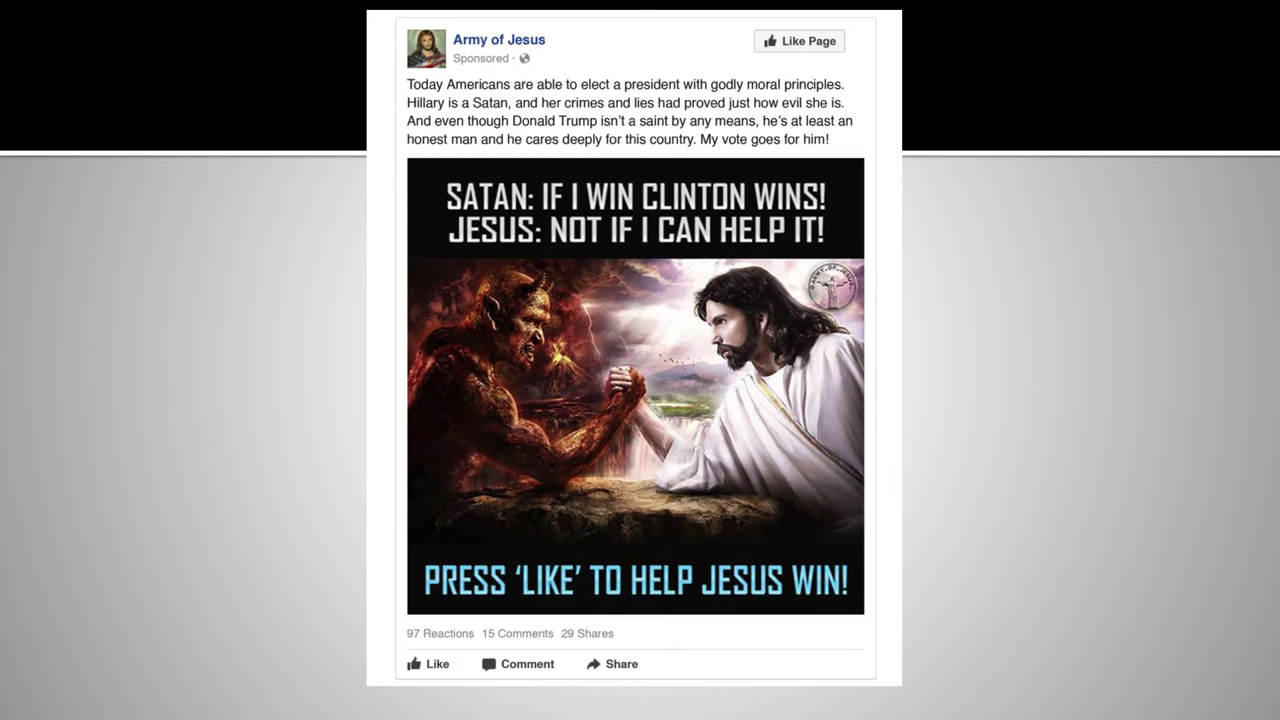 Army of Jesus
Like Page
Sponsored ·
Today Americans are able to elect a president with godly moral principles.
Hillary is a Satan, and her crimes and lies had proved just how evil she is.
And even though Donald Trump isn't a saint by any means, he's at least an
honest man and he cares deeply for this country. My vote goes for him!
SATAN: IF I WIN CLINTON WINS!
JESUS: NOT IF I CAN HELP IT!
ARMY OF JESUS
PRESS ‘LIKE’ TO HELP JESUS WIN!
97 Reactions 15 Comments 29 Shares
Like Comment Share